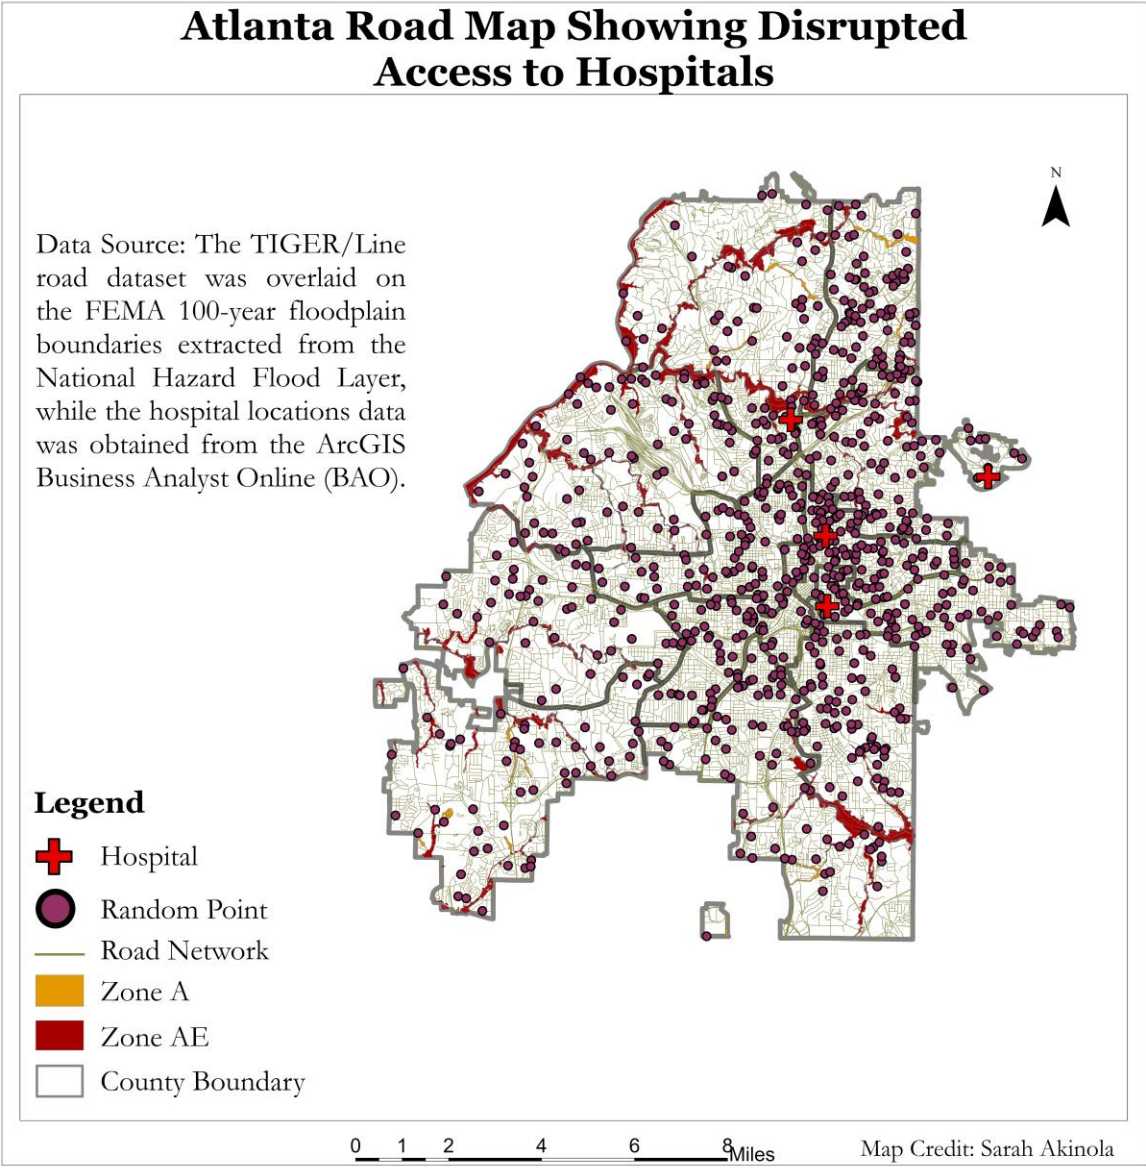 Atlanta Road Map Showing Disrupted
Access to Hospitals
N
Data Source: The TIGER/Line
road dataset was overlaid on
the FEMA 100-year floodplain
boundaries extracted from the
National Hazard Flood Layer,
while the hospital locations data
was obtained from the ArcGIS
Business Analyst Online (BAO).
Legend
Hospital
Random Point
Road Network
Zone A
Zone AE
County Boundary
0 1 2 4 6 8 Miles
Map Credit: Sarah Akinola